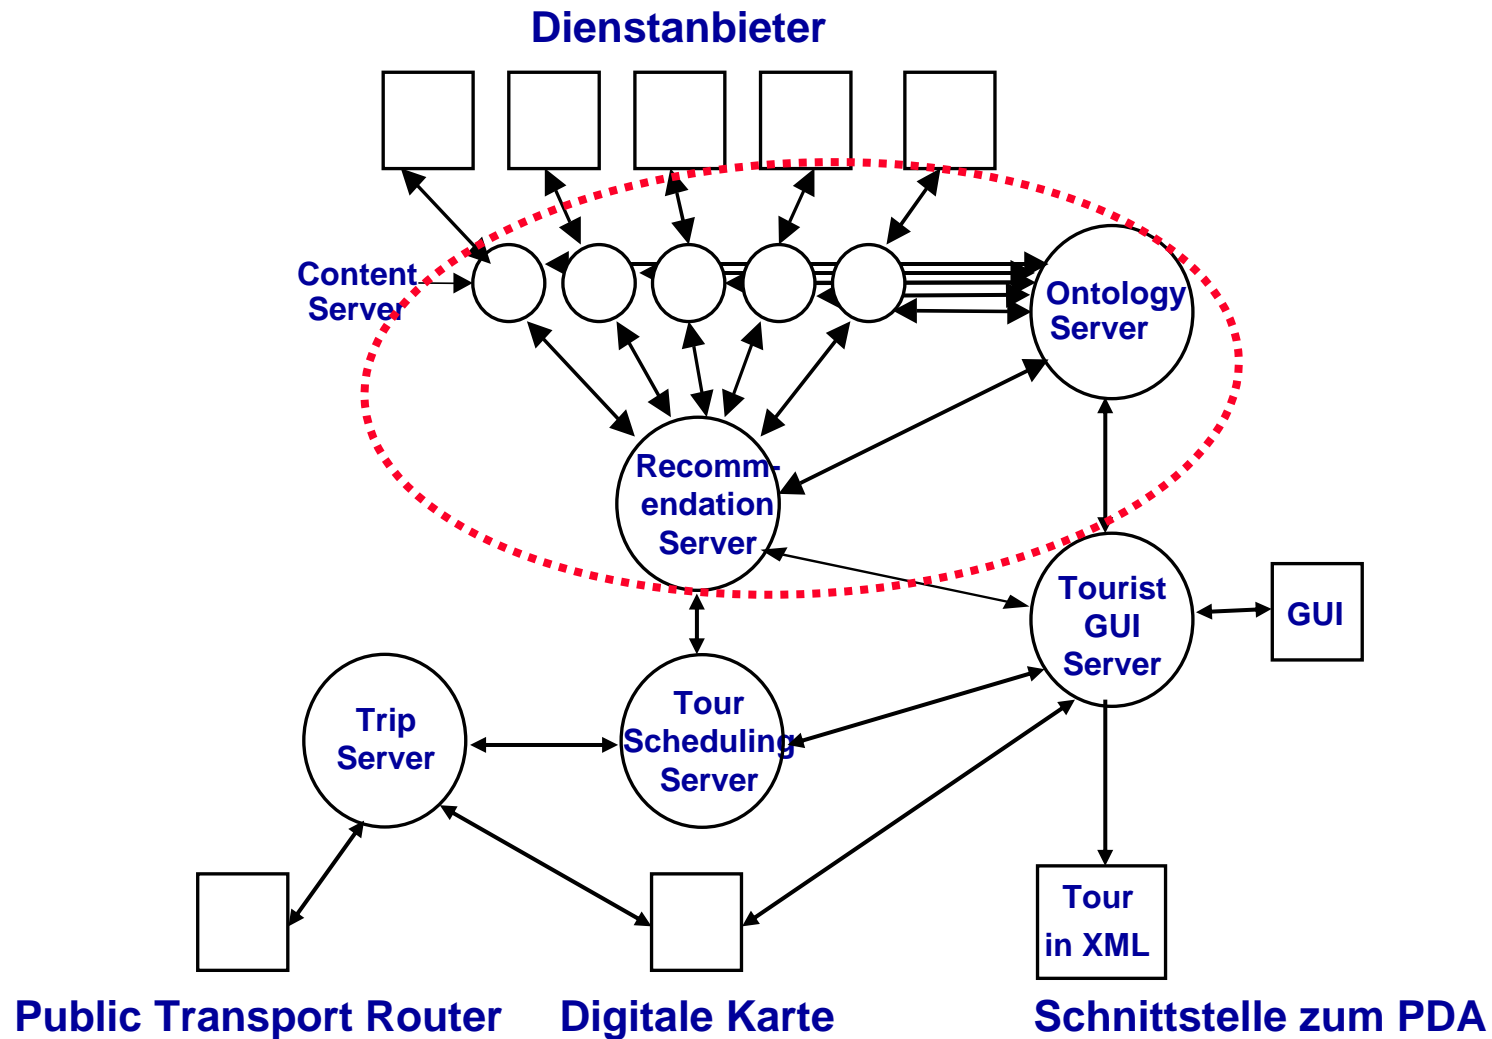 Dienstanbieter
Content
Server
Ontology
Server
Recomm-
endation
Server
Tourist
GUI
Server
GUI
Trip
Server
Tour
Scheduling
Server
Tour
in XML
Public Transport Router
Digitale Karte
Schnittstelle zum PDA